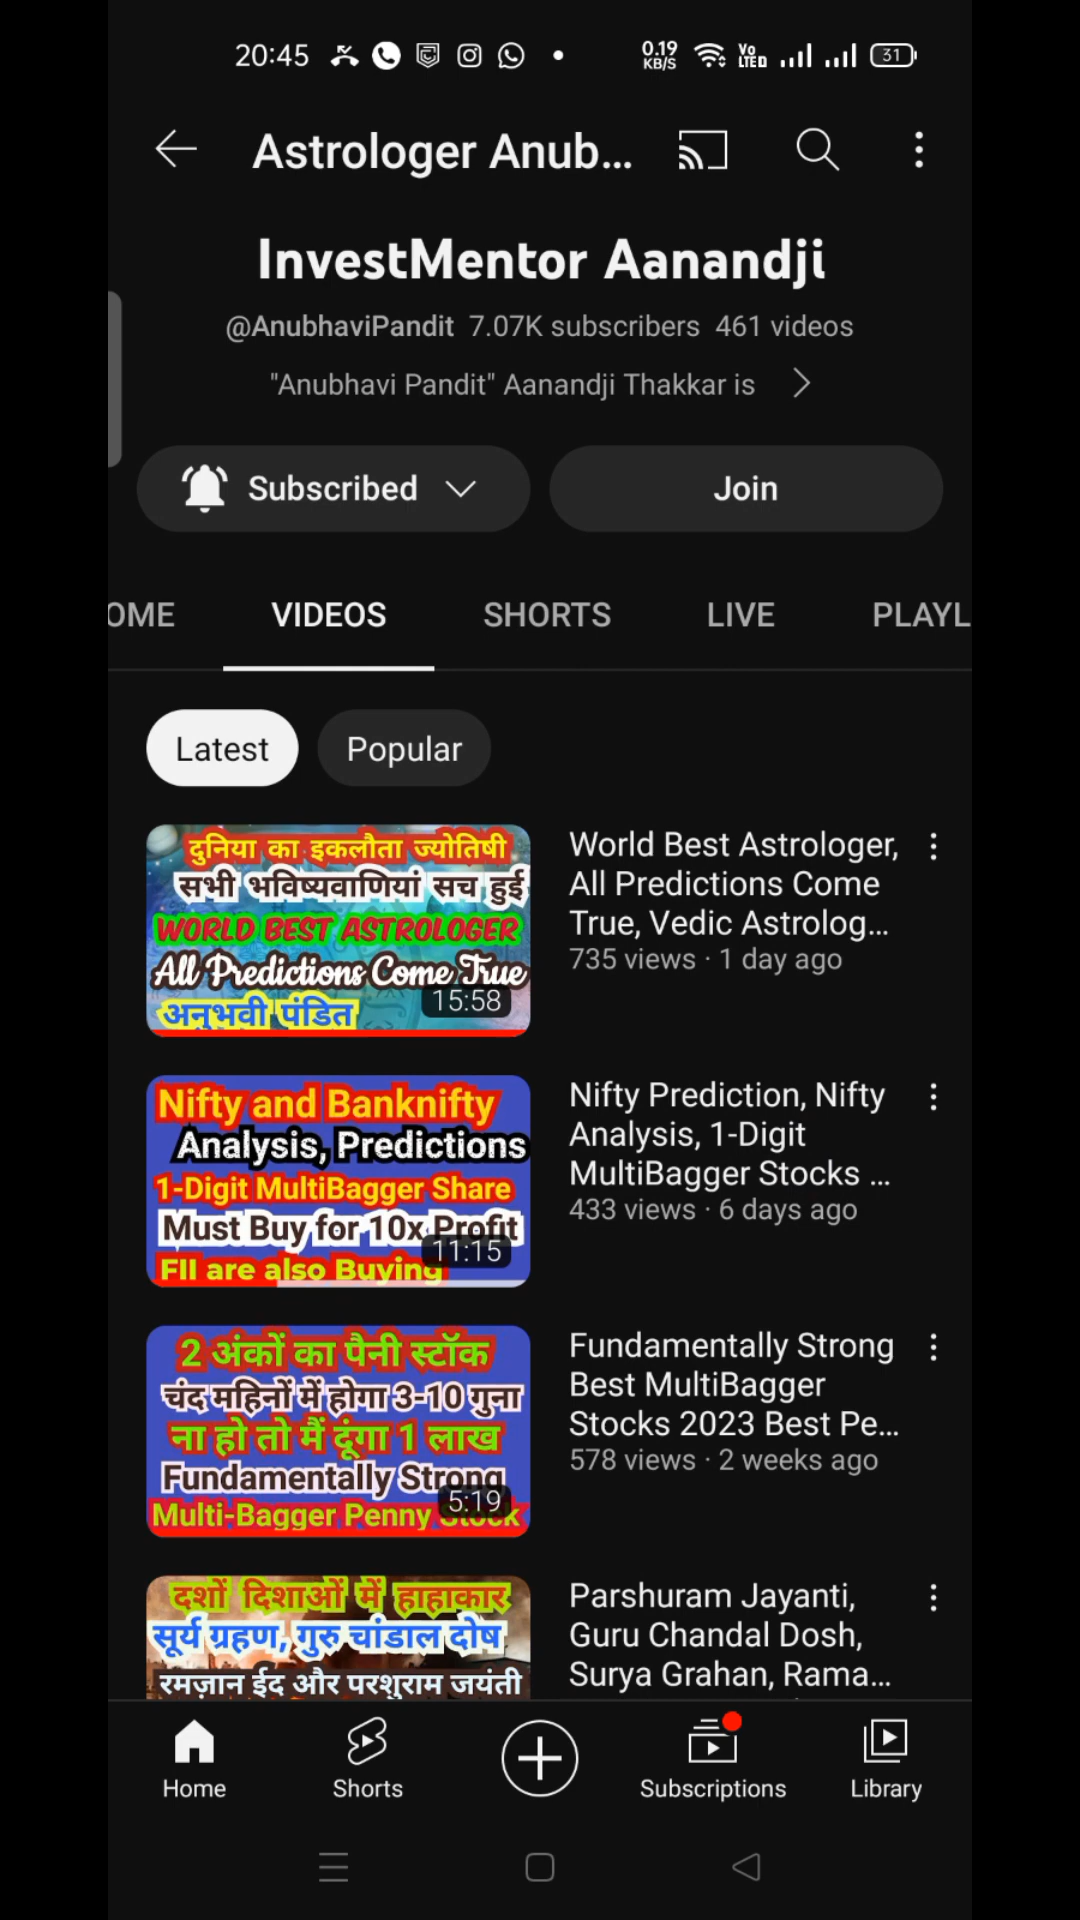 20:45 0.19 KB/S Vo LTED 31
Astrologer Anub...
InvestMentor Aanandji
@AnubhaviPandit 7.07K subscribers 461 videos
"Anubhavi Pandit" Aanandji Thakkar is
Subscribed
Join
OME VIDEOS SHORTS LIVE PLAYL
Latest Popular
दुनिया का इकलौता ज्योतिषी
सभी भविष्यवाणियां सच हुई
WORLD BEST ASTROLOGER
All Predictions Come True
अनुभवी पंडित
15:58
World Best Astrologer,
All Predictions Come
True, Vedic Astrolog...
735 views · 1 day ago
Nifty and Banknifty
Analysis, Predictions
1-Digit MultiBagger Share
Must Buy for 10x Profit
FII are also Buying
11:15
Nifty Prediction, Nifty
Analysis, 1-Digit
MultiBagger Stocks ...
433 views · 6 days ago
2 अंकों का पैनी स्टॉक
चंद महिनों में होगा 3-10 गुना
ना हो तो मैं दूंगा 1 लाख
Fundamentally Strong
Multi-Bagger Penny Stock
5:19
Fundamentally Strong
Best MultiBagger
Stocks 2023 Best Pe...
578 views · 2 weeks ago
दशों दिशाओं में हाहाकार
सूर्य ग्रहण, गुरु चांडाल दोष
रमज़ान ईद और परशुराम जयंती
Parshuram Jayanti,
Guru Chandal Dosh,
Surya Grahan, Rama...
Home Shorts Subscriptions Library